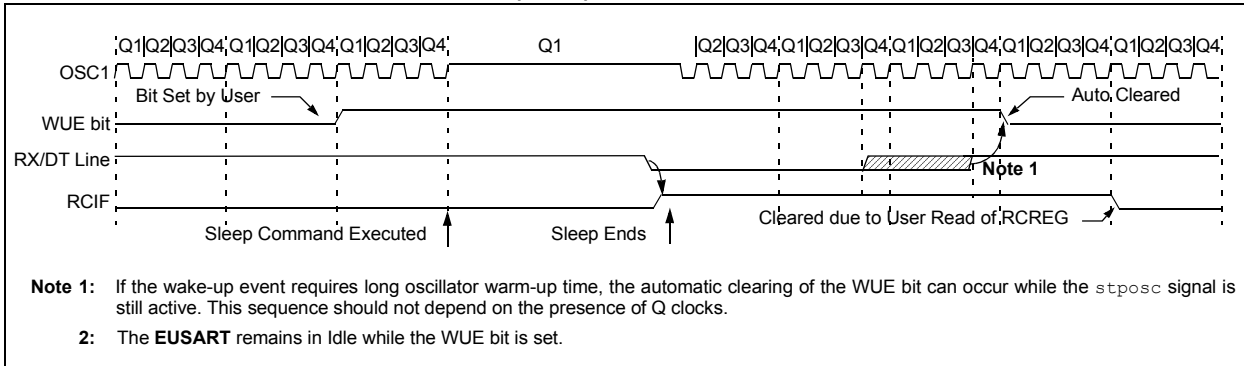 Q1|Q2|Q3|Q4|Q1|Q2|Q3|Q4|Q1|Q2|Q3|Q4 Q1 Q2|Q3|Q4|Q1|Q2|Q3|Q4|Q1|Q2|Q3|Q4|Q1|Q2|Q3|Q4|Q1|Q2|Q3|Q4
OSC1
Bit Set by User
Auto Cleared
WUE bit
RX/DT Line
Note 1
RCIF
Cleared due to User Read of RCREG
Sleep Command Executed
Sleep Ends
Note 1: If the wake-up event requires long oscillator warm-up time, the automatic clearing of the WUE bit can occur while the stposc signal is
still active. This sequence should not depend on the presence of Q clocks.
2: The EUSART remains in Idle while the WUE bit is set.